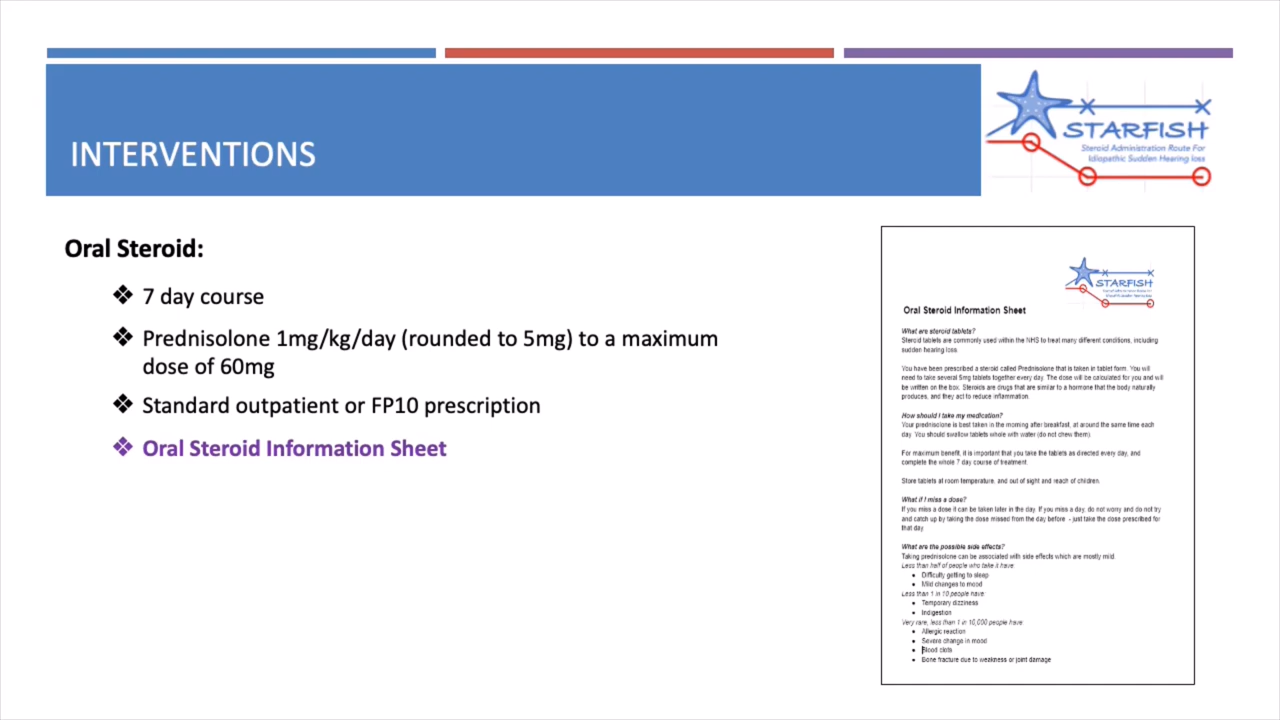 INTERVENTIONS
STARFISH
Steroid Administration Route For
Idiopathic Sudden Hearing loss
Oral Steroid:
7 day course
Prednisolone 1mg/kg/day (rounded to 5mg) to a maximum
dose of 60mg
Standard outpatient or FP10 prescription
Oral Steroid Information Sheet
STARFISH
Oral Steroid Information Sheet
What are steroid tablets?
Steroid tablets are commonly used within the NHS to treat many different conditions, including
sudden hearing loss.
You have been prescribed a steroid called Prednisolone that is taken in tablet form. You will
need to take several 5mg tablets together every day. The dose will be calculated for you and will
be written on the box. Steroids are drugs that are similar to a hormone that the body naturally
produces, and they act to reduce inflammation.
How should I take my medication?
Your prednisolone is best taken in the morning after breakfast, at around the same time each
day. You should swallow tablets whole with water (do not chew them).
For maximum benefit, it is important that you take the tablets as directed every day, and
complete the whole 7 day course of treatment.
Store tablets at room temperature, and out of sight and reach of children.
What if I miss a dose?
If you miss a dose it can be taken later in the day. If you miss a day, do not worry and do not try
and catch up by taking the dose missed from the day before - just take the dose prescribed for
that day
What are the possible side effects?
Taking prednisolone can be associated with side effects which are mostly mild.
Less than half of people who take it have:
Difficulty getting to sleep
Mild changes to mood
Less than 1 in 10 people have:
Temporary dizziness
Indigestion
Very rare, less than 1 in 10,000 people have:
Allergic reaction
Severe change in mood
Blood clots
Bone fracture due to weakness or joint damage